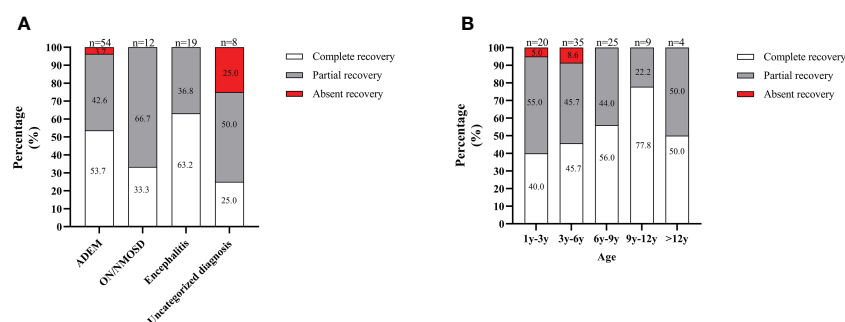 A
n=54 n=12 n=19 n=8
100
90
80
70
60
50
40
30
20
10
0
Percentage
(%)
3.7
42.6
53.7
66.7
33.3
36.8
63.2
25.0
50.0
25.0
ADEM
ON/NMOSD
Encephalitis
Uncategorized diagnosis
Complete recovery
Partial recovery
Absent recovery
B
n=20 n=35 n=25 n=9 n=4
100
90
80
70
60
50
40
30
20
10
0
Percentage
(%)
5.0
55.0
40.0
8.6
45.7
45.7
44.0
56.0
22.2
77.8
50.0
50.0
1y-3y 3y-6y 6y-9y 9y-12y >12y
Age
Complete recovery
Partial recovery
Absent recovery